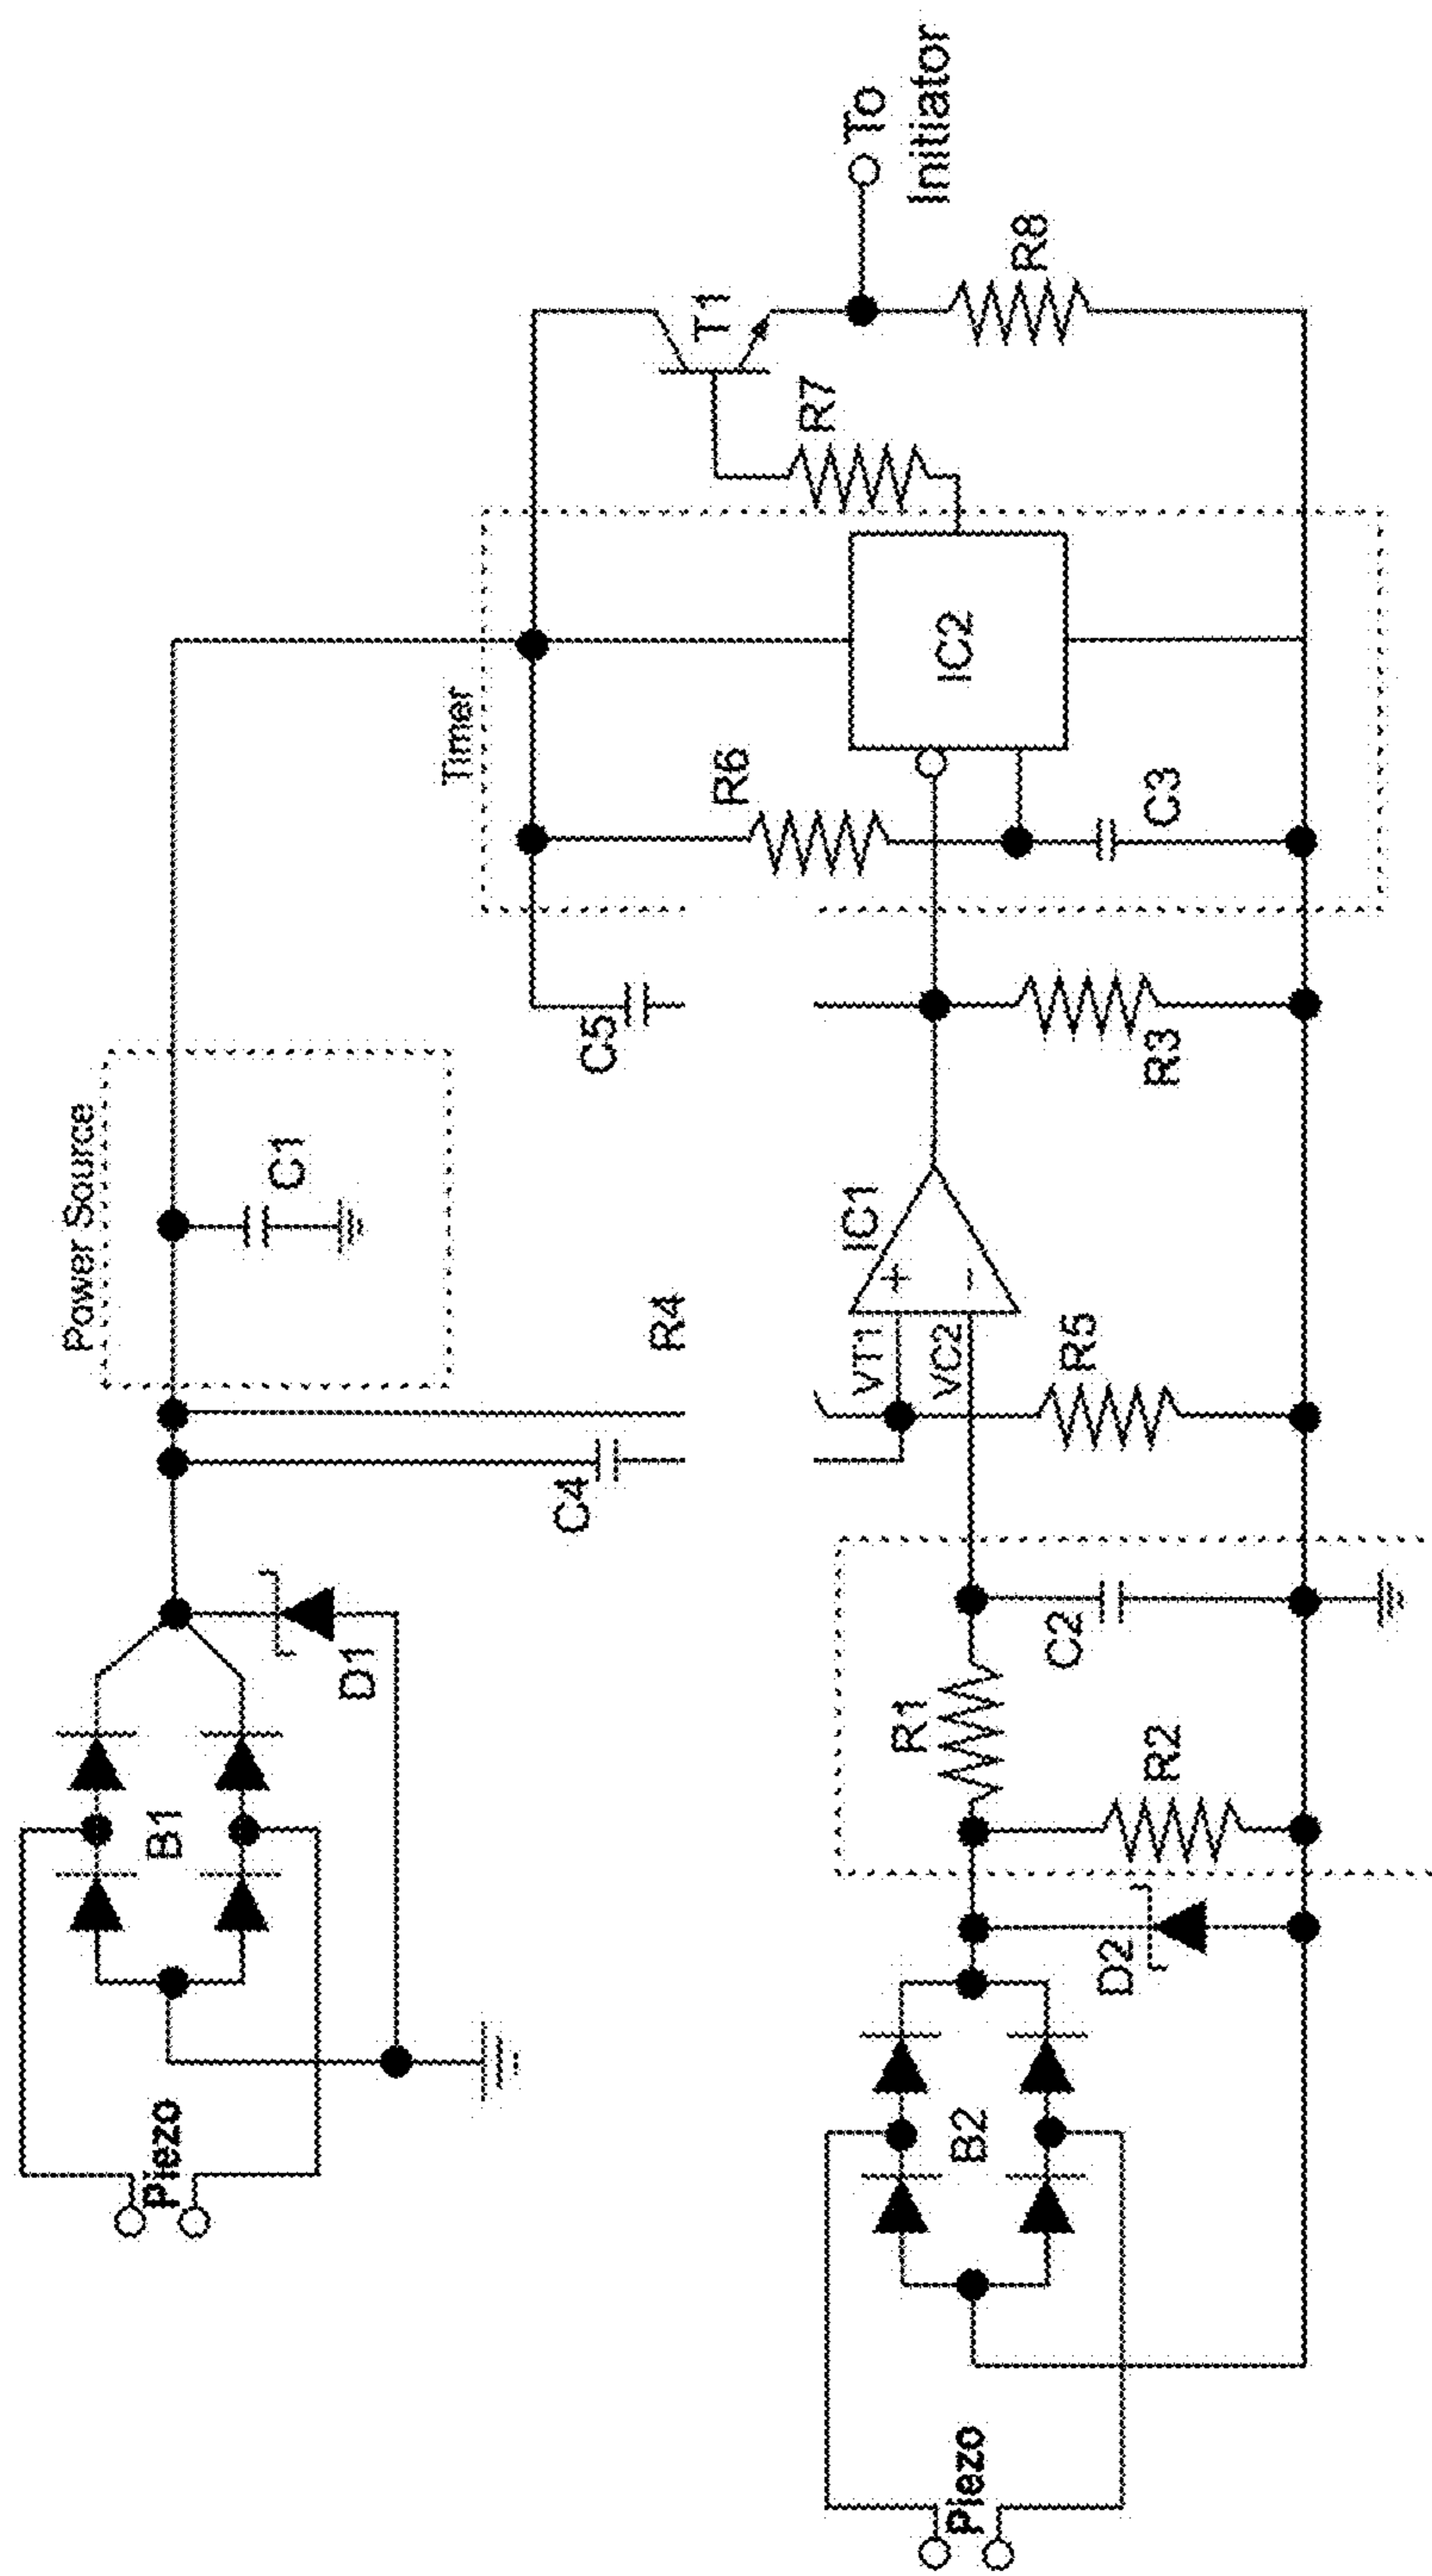 Piezo
B1
D1
Power Source
C1
C4
R4
C5
Timer
R6
T1
R7
To
Initiator
IC2
VT1
IC1
VC2
R5
R3
C3
R8
Piezo
B2
D2
R1
R2
C2